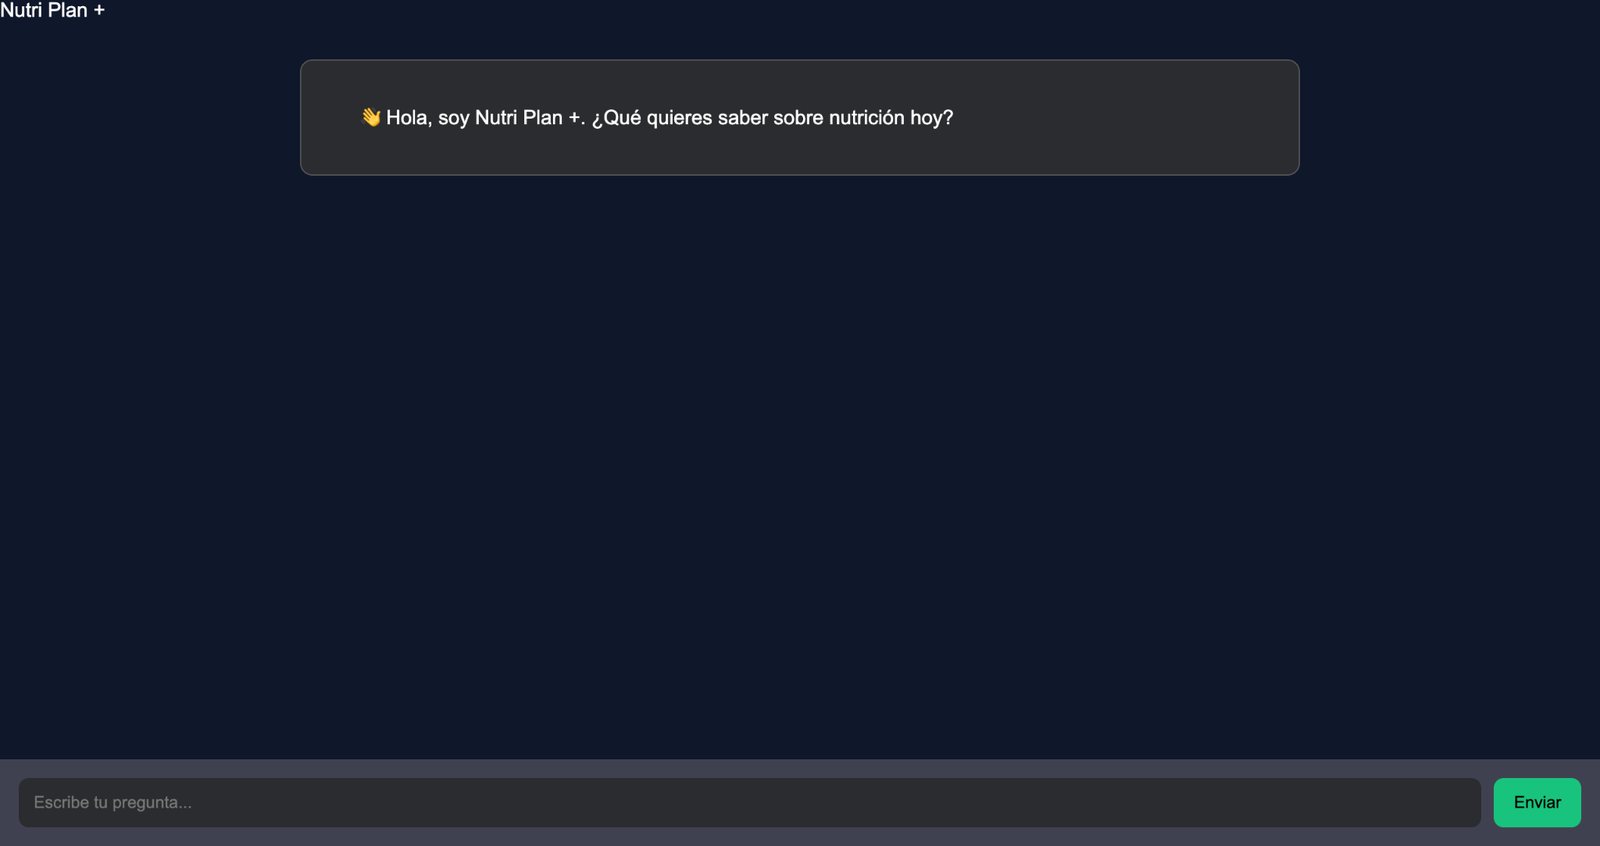 Nutri Plan +
👋 Hola, soy Nutri Plan +. ¿Qué quieres saber sobre nutrición hoy?
Escribe tu pregunta...
Enviar